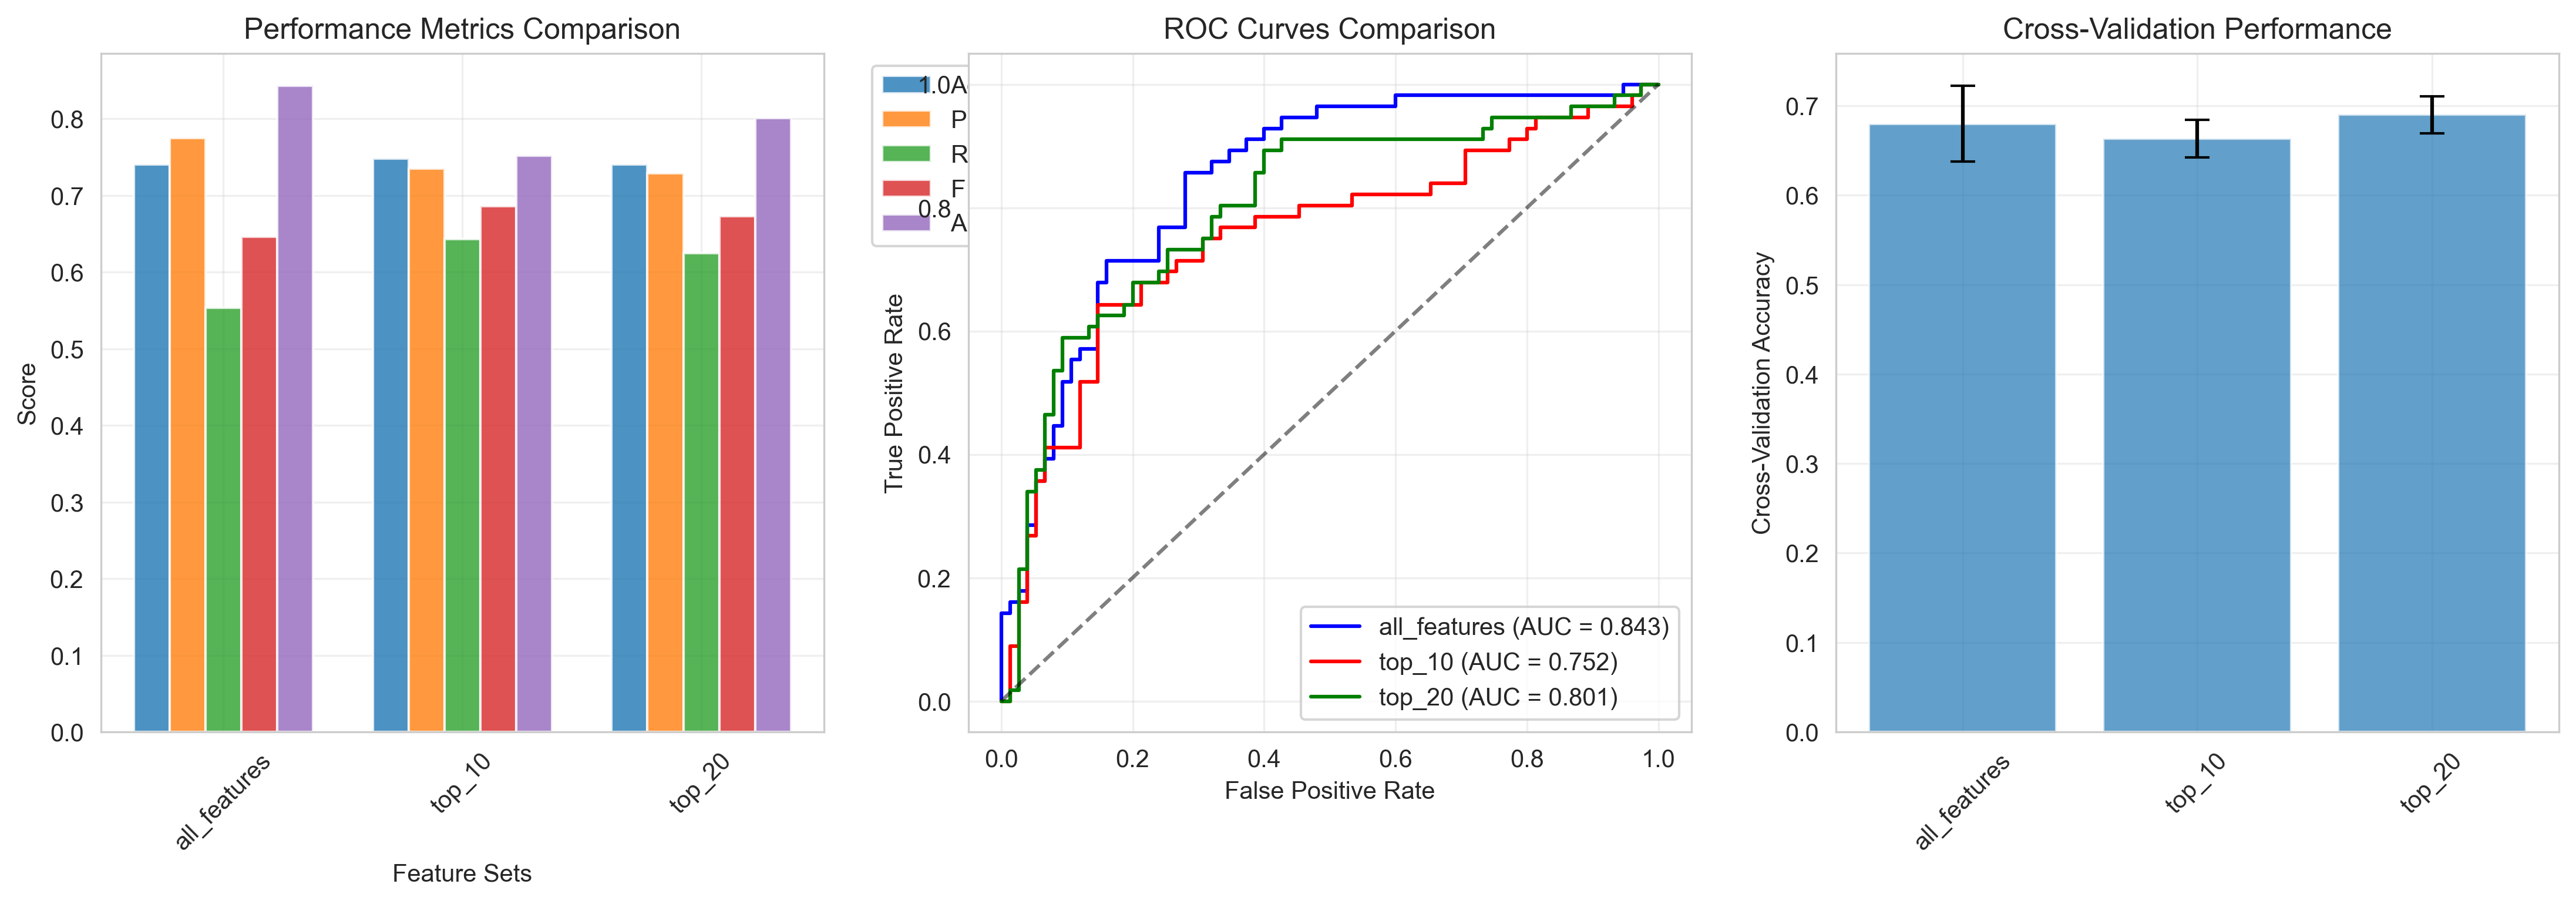 Performance Metrics Comparison
Score
0.8
0.7
0.6
0.5
0.4
0.3
0.2
0.1
0.0
all_features
top_10
top_20
Feature Sets
A
P
R
F
A
ROC Curves Comparison
True Positive Rate
1.0
0.8
0.6
0.4
0.2
0.0
0.0 0.2 0.4 0.6 0.8 1.0
False Positive Rate
all_features (AUC = 0.843)
top_10 (AUC = 0.752)
top_20 (AUC = 0.801)
Cross-Validation Performance
Cross-Validation Accuracy
0.7
0.6
0.5
0.4
0.3
0.2
0.1
0.0
all_features
top_10
top_20